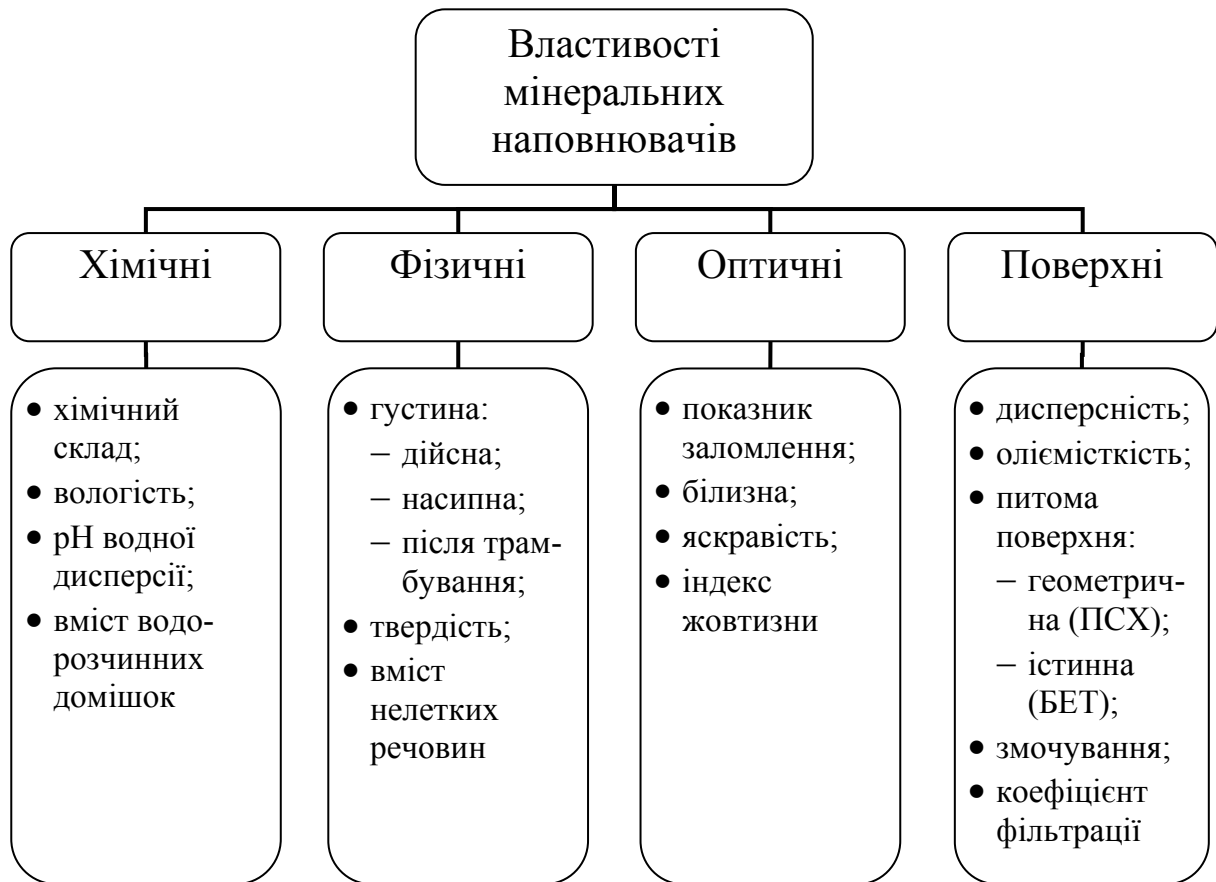 Властивості
мінеральних
наповнювачів
Хімічні
Фізичні
Оптичні
Поверхні
• хімічний
склад;
• вологість;
• pH водної
дисперсії;
• вміст водо-
розчинних
домішок
• густина:
– дійсна;
– насипна;
– після трам-
бування;
• твердість;
• вміст
нелетких
речовин
• показник
заломлення;
• білизна;
• яскравість;
• індекс
жовтизни
• дисперсність;
• оліємісткість;
• питома
поверхня:
– геометрич-
на (ПСХ);
– істинна
(БЕТ);
• змочування;
• коефіцієнт
фільтрації